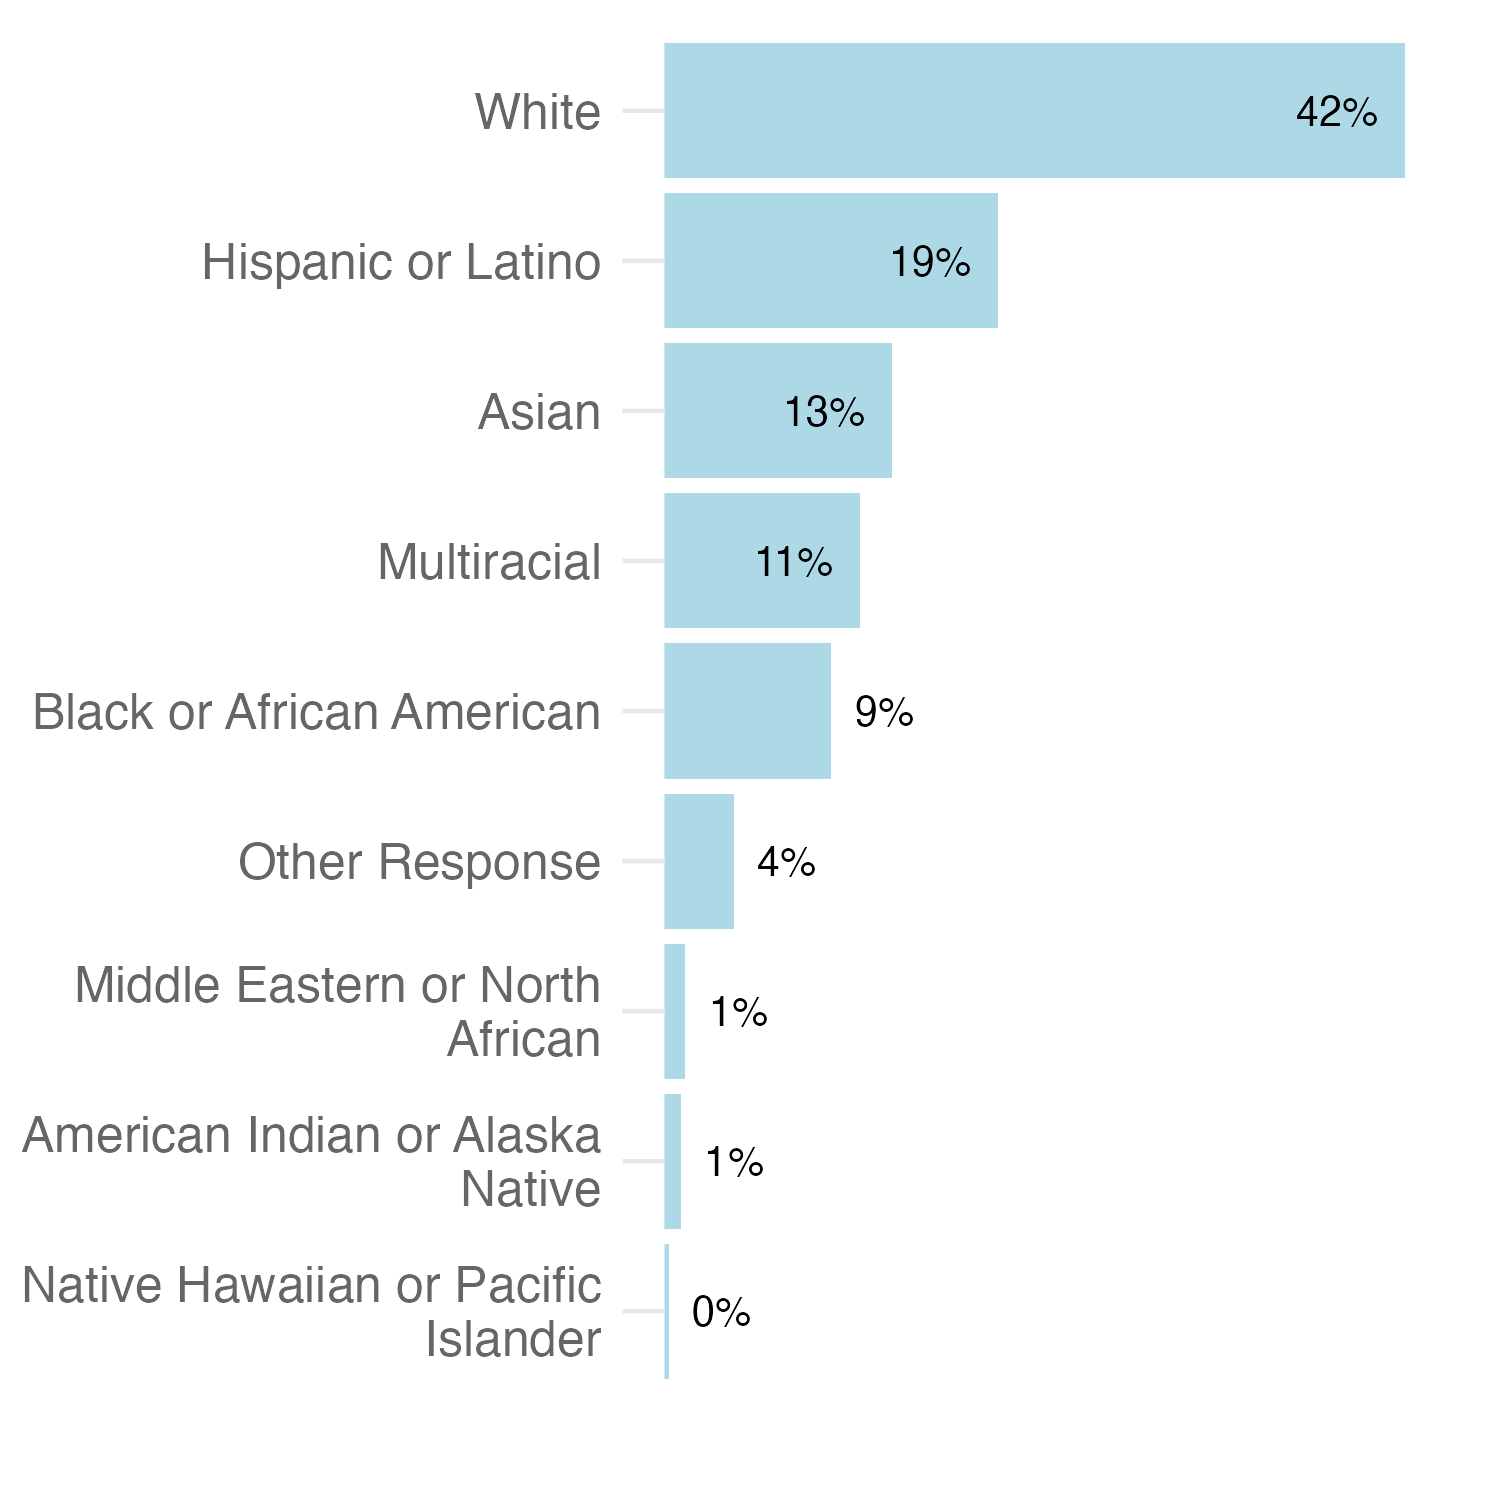 White
42%
Hispanic or Latino
19%
Asian
13%
Multiracial
11%
Black or African American
9%
Other Response
4%
Middle Eastern or North
African
1%
American Indian or Alaska
Native
1%
Native Hawaiian or Pacific
Islander
0%